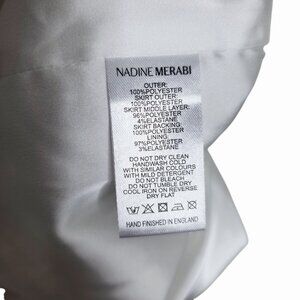 NADINE MERABI
OUTER:
100%POLYESTER
SKIRT OUTER:
100%POLYESTER
SKIRT MIDDLE LAYER:
96%POLYESTER
4%ELASTANE
SKIRT BACKING:
100%POLYESTER
LINING:
97%POLYESTER
3%ELASTANE
DO NOT DRY CLEAN
HANDWASH COLD
WITH SIMILAR COLOURS
WITH MILD DETERGENT
DO NOT BLEACH
DO NOT TUMBLE DRY
COOL IRON ON REVERSE
DRY FLAT
HAND FINISHED IN ENGLAND